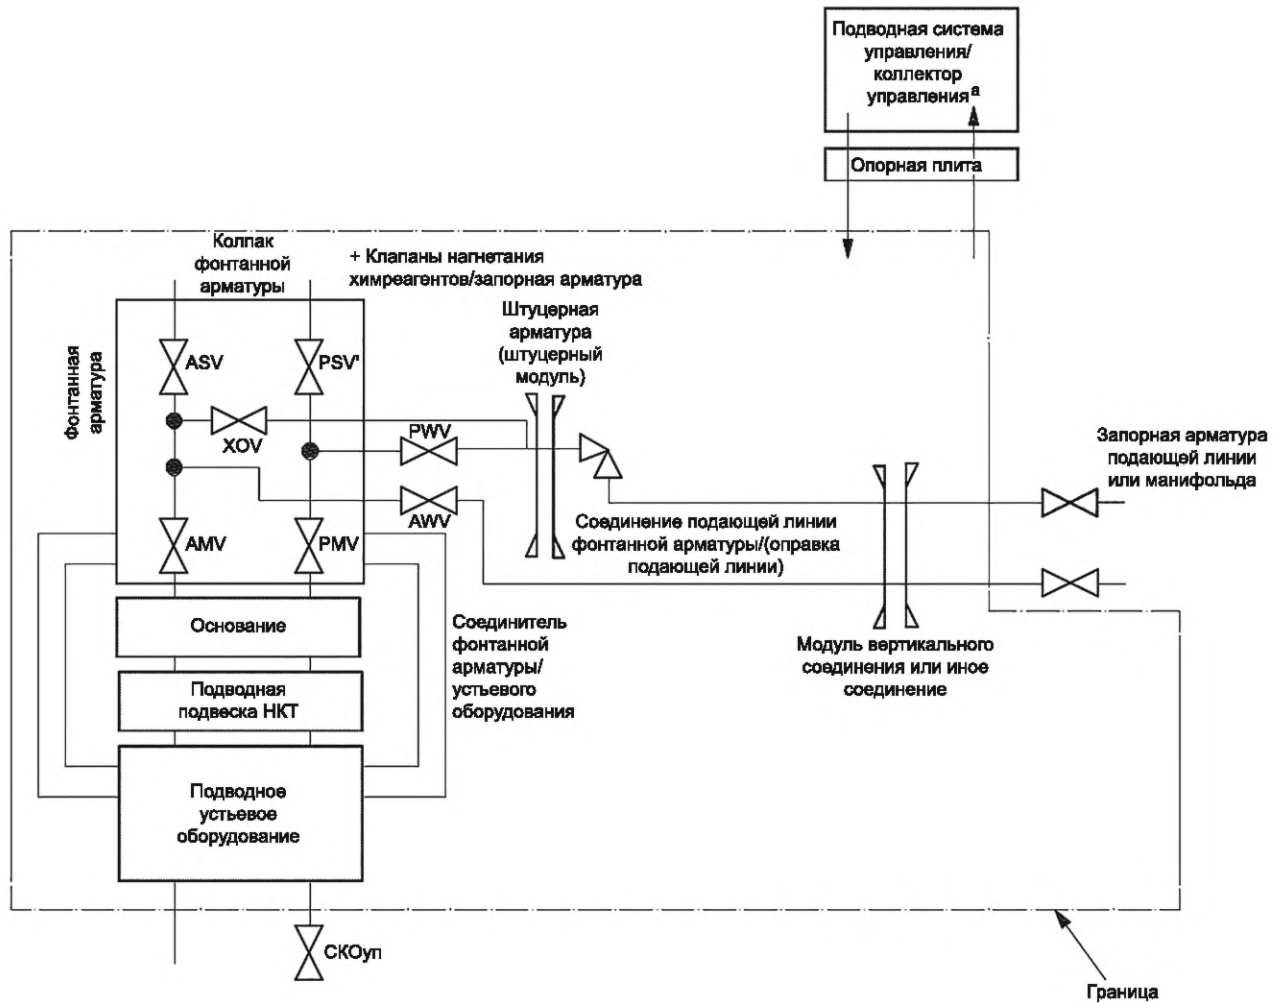 Подводная система
управления/
коллектор
управления а
Опорная плита
Колпак
фонтанной
арматуры
+ Клапаны нагнетания
химреагентов/запорная арматура
Штуцерная
арматура
(штуцерный
модуль)
Фонтанная
арматура
ASV
PSV'
XOV
PWV
AWV
AMV
PMV
Запорная арматура
подающей линии
или манифольда
Соединение подающей линии
фонтанной арматуры/(оправка
подающей линии)
Основание
Соединитель
фонтанной
арматуры/
устьевого
оборудования
Модуль вертикального
соединения или иное
соединение
Подводная
подвеска НКТ
Подводное
устьевое
оборудование
СКОуп
Граница